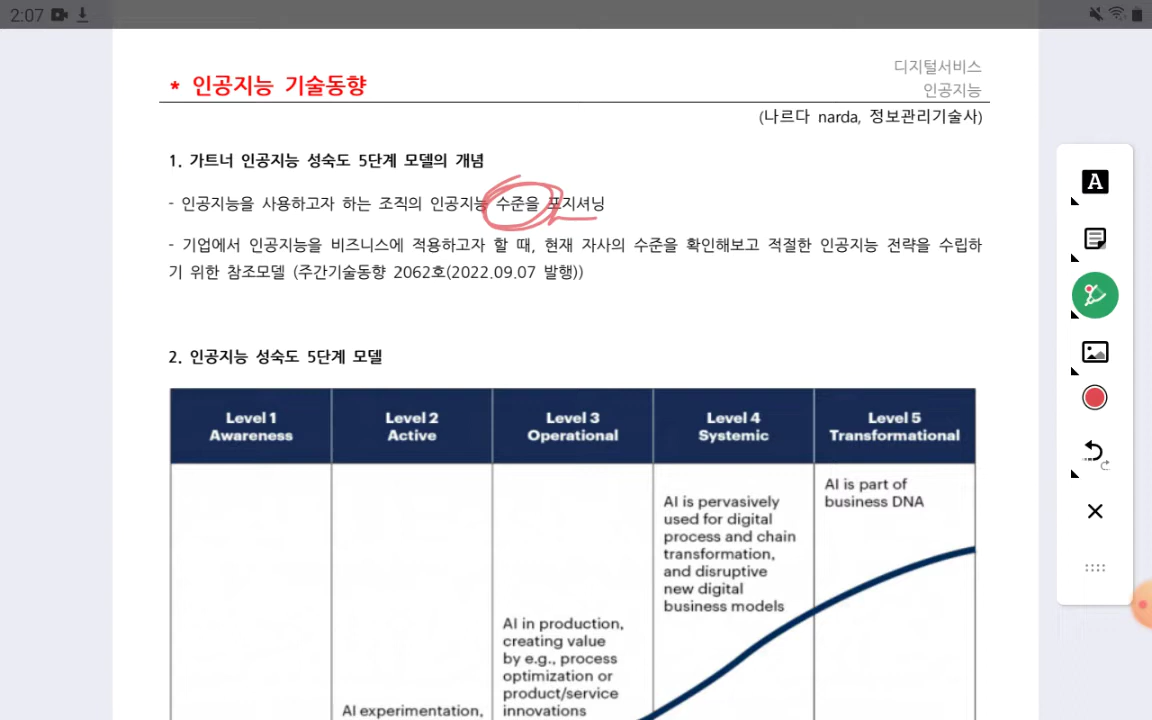 2:07
디지털서비스
* 인공지능 기술동향
인공지능
(나르다 narda, 정보관리기술사)
1. 가트너 인공지능 성숙도 5단계 모델의 개념
- 인공지능을 사용하고자 하는 조직의 인공지능 수준을 포지셔닝
- 기업에서 인공지능을 비즈니스에 적용하고자 할 때, 현재 자사의 수준을 확인해보고 적절한 인공지능 전략을 수립하
기 위한 참조모델 (주간기술동향 2062호(2022.09.07 발행))
2. 인공지능 성숙도 5단계 모델
Level 1
Awareness
Level 2
Active
Level 3
Operational
Level 4
Systemic
Level 5
Transformational
AI experimentation,
AI in production,
creating value
by e.g., process
optimization or
product/service
innovations
AI is pervasively
used for digital
process and chain
transformation,
and disruptive
new digital
business models
AI is part of
business DNA
A